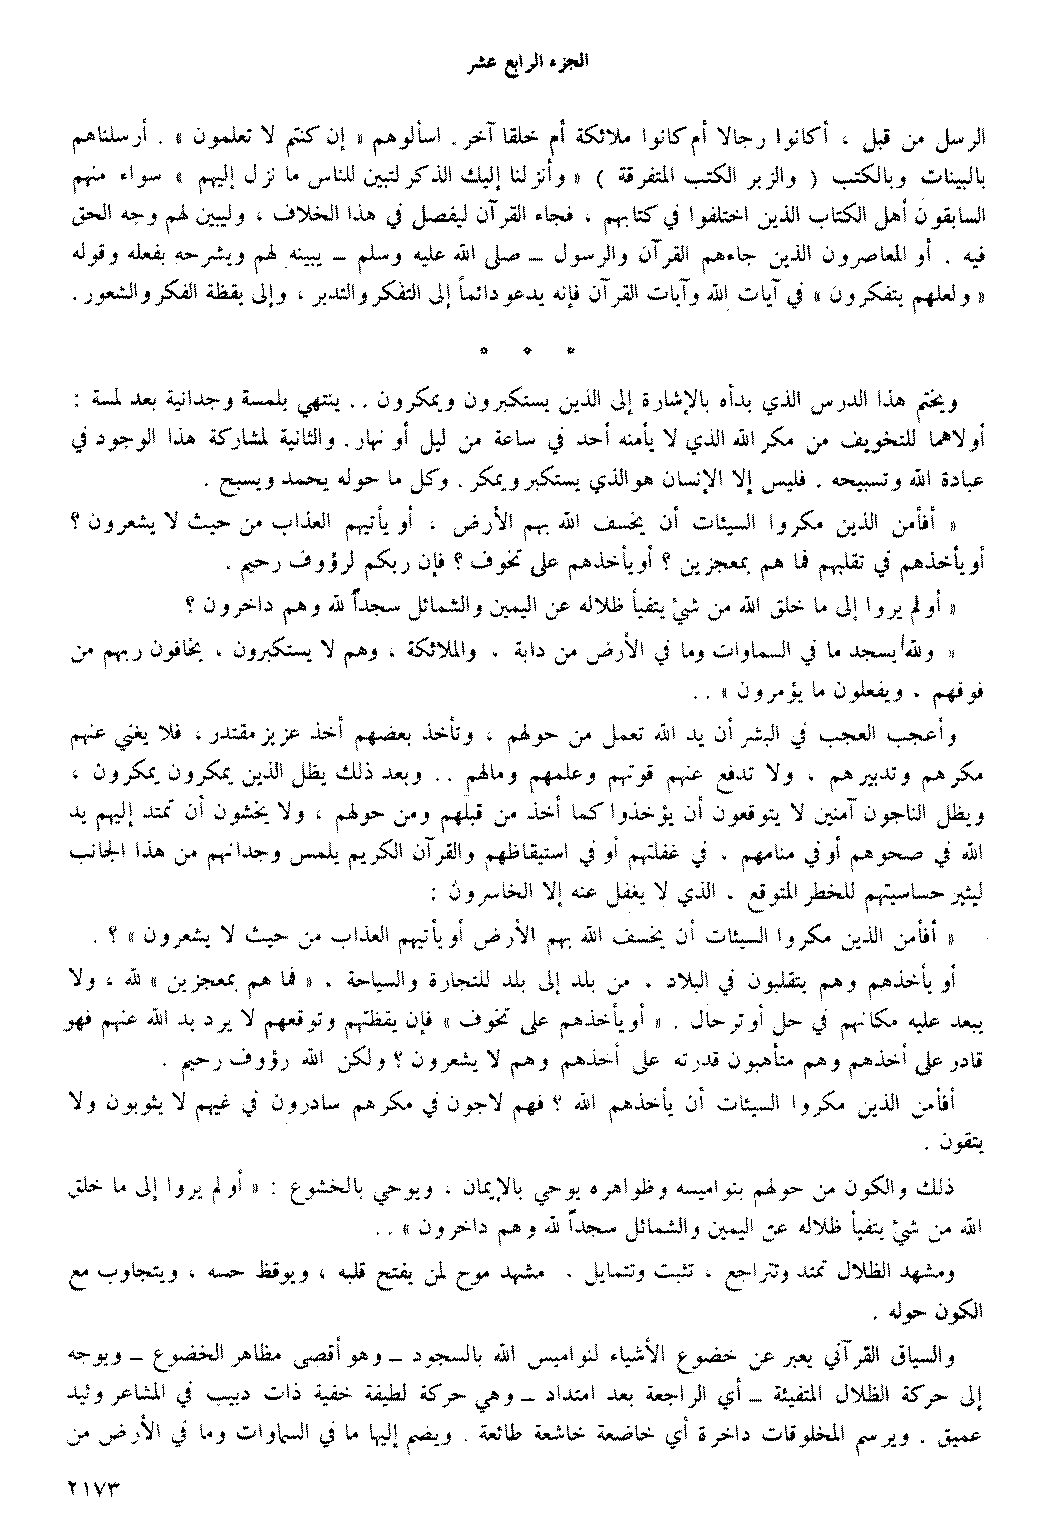 الجزء الرابع عشر
الرسل من قبل ، أكانوا رجالا أم كانوا ملائكة أم خلقا آخر . اسألوهم « إن كنتم لا تعلمون » . أرسلناهم
بالبينات وبالكتب ( والزبر الكتب المتفرقة ) « وأنزلنا إليك الذكر لتبين للناس ما نزل إليهم » سواء منهم
السابقون أهل الكتاب الذين اختلفوا في كتابهم ، فجاء القرآن ليفصل في هذا الخلاف ، وليبين لهم وجه الحق
فيه . أو المعاصرون الذين جاءهم القرآن والرسول – صلى الله عليه وسلم – يبينه لهم ويشرحه بفعله وقوله
« ولعلهم يتفكرون » في آيات الله وآيات القرآن فإنه يدعو دائماً إلى التفكر والتدبر ، وإلى يقظة الفكر والشعور .
* * *
ويختم هذا الدرس الذي بدأه بالإشارة إلى الذين يستكبرون ويمكرون .. ينتهي بلمسة وجدانية بعد لمسة :
أولاهما للتخويف من مكر الله الذي لا يأمنه أحد في ساعة من ليل أو نهار . والثانية لمشاركة هذا الوجود في
عبادة الله وتسبيحه . فليس إلا الإنسان هو الذي يستكبر ويمكر . وكل ما حوله يحمد ويسبح .
« أفأمن الذين مكروا السيئات أن يخسف الله بهم الأرض ، أو يأتيهم العذاب من حيث لا يشعرون ؟
أو يأخذهم في تقلبهم فما هم بمعجزين ؟ أو يأخذهم على تخوف ؟ فإن ربكم لرؤوف رحيم .
« أو لم يروا إلى ما خلق الله من شيء يتفيأ ظلاله عن اليمين والشمائل سجداً لله وهم داخرون ؟
« ولله يسجد ما في السماوات وما في الأرض من دابة . والملائكة ، وهم لا يستكبرون ، يخافون ربهم من
فوقهم ، ويفعلون ما يؤمرون » ..
وأعجب العجب في البشر أن يد الله تعمل من حولهم ، وتأخذ بعضهم أخذ عزيز مقتدر ، فلا يغني عنهم
مكرهم وتدبيرهم ، ولا تدفع عنهم قوتهم وعلمهم ومالهم .. وبعد ذلك يظل الذين يمكرون يمكرون ،
ويظل الناجون آمنين لا يتوقعون أن يؤخذوا كما أخذ من قبلهم ومن حولهم ، ولا يخشون أن تمتد إليهم يد
الله في صحوهم أو في منامهم ، في غفلتهم أو في استيقاظهم والقرآن الكريم يلمس وجدانهم من هذا الجانب
ليثير حساسيتهم للخطر المتوقع . الذي لا يغفل عنه إلا الخاسرون :
« أفأمن الذين مكروا السيئات أن يخسف الله بهم الأرض أو يأتيهم العذاب من حيث لا يشعرون » ؟ .
أو يأخذهم وهم يتقلبون في البلاد . من بلد إلى بلد للتجارة والسياحة . « فما هم بمعجزين » لله ، ولا
يبعد عليه مكانهم في حل أو ترحال . « أو يأخذهم على تخوف » فإن يقظتهم وتوقعهم لا يرد يد الله عنهم فهو
قادر على أخذهم وهم متأهبون قدرته على أخذهم وهم لا يشعرون ؟ ولكن الله رؤوف رحيم .
أفأمن الذين مكروا السيئات أن يأخذهم الله ؟ فهم لاجون في مكرهم سادرون في غيهم لا يثوبون ولا
يتقون .
ذلك والكون من حولهم بنواميسه وظواهره يوحي بالإيمان ، ويوحي بالخشوع : « أو لم يروا إلى ما خلق
الله من شيء يتفيأ ظلاله عن اليمين والشمائل سجداً لله وهم داخرون » ..
ومشهد الظلال تمتد وتتراجع ، تثبت وتتمايل . مشهد موح لمن يفتح قلبه ، ويوقظ حسه ، ويتجاوب مع
الكون حوله .
والسياق القرآني يعبر عن خضوع الأشياء لنواميس الله بالسجود – وهو أقصى مظاهر الخضوع – ويوجه
إلى حركة الظلال المتفيئة – أي الراجعة بعد امتداد – وهي حركة لطيفة خفية ذات دبيب في المشاعر وئيد
عميق . ويرسم المخلوقات داخرة أي خاضعة خاشعة طائعة . ويضم إليها ما في السماوات وما في الأرض من
٢١٧٣